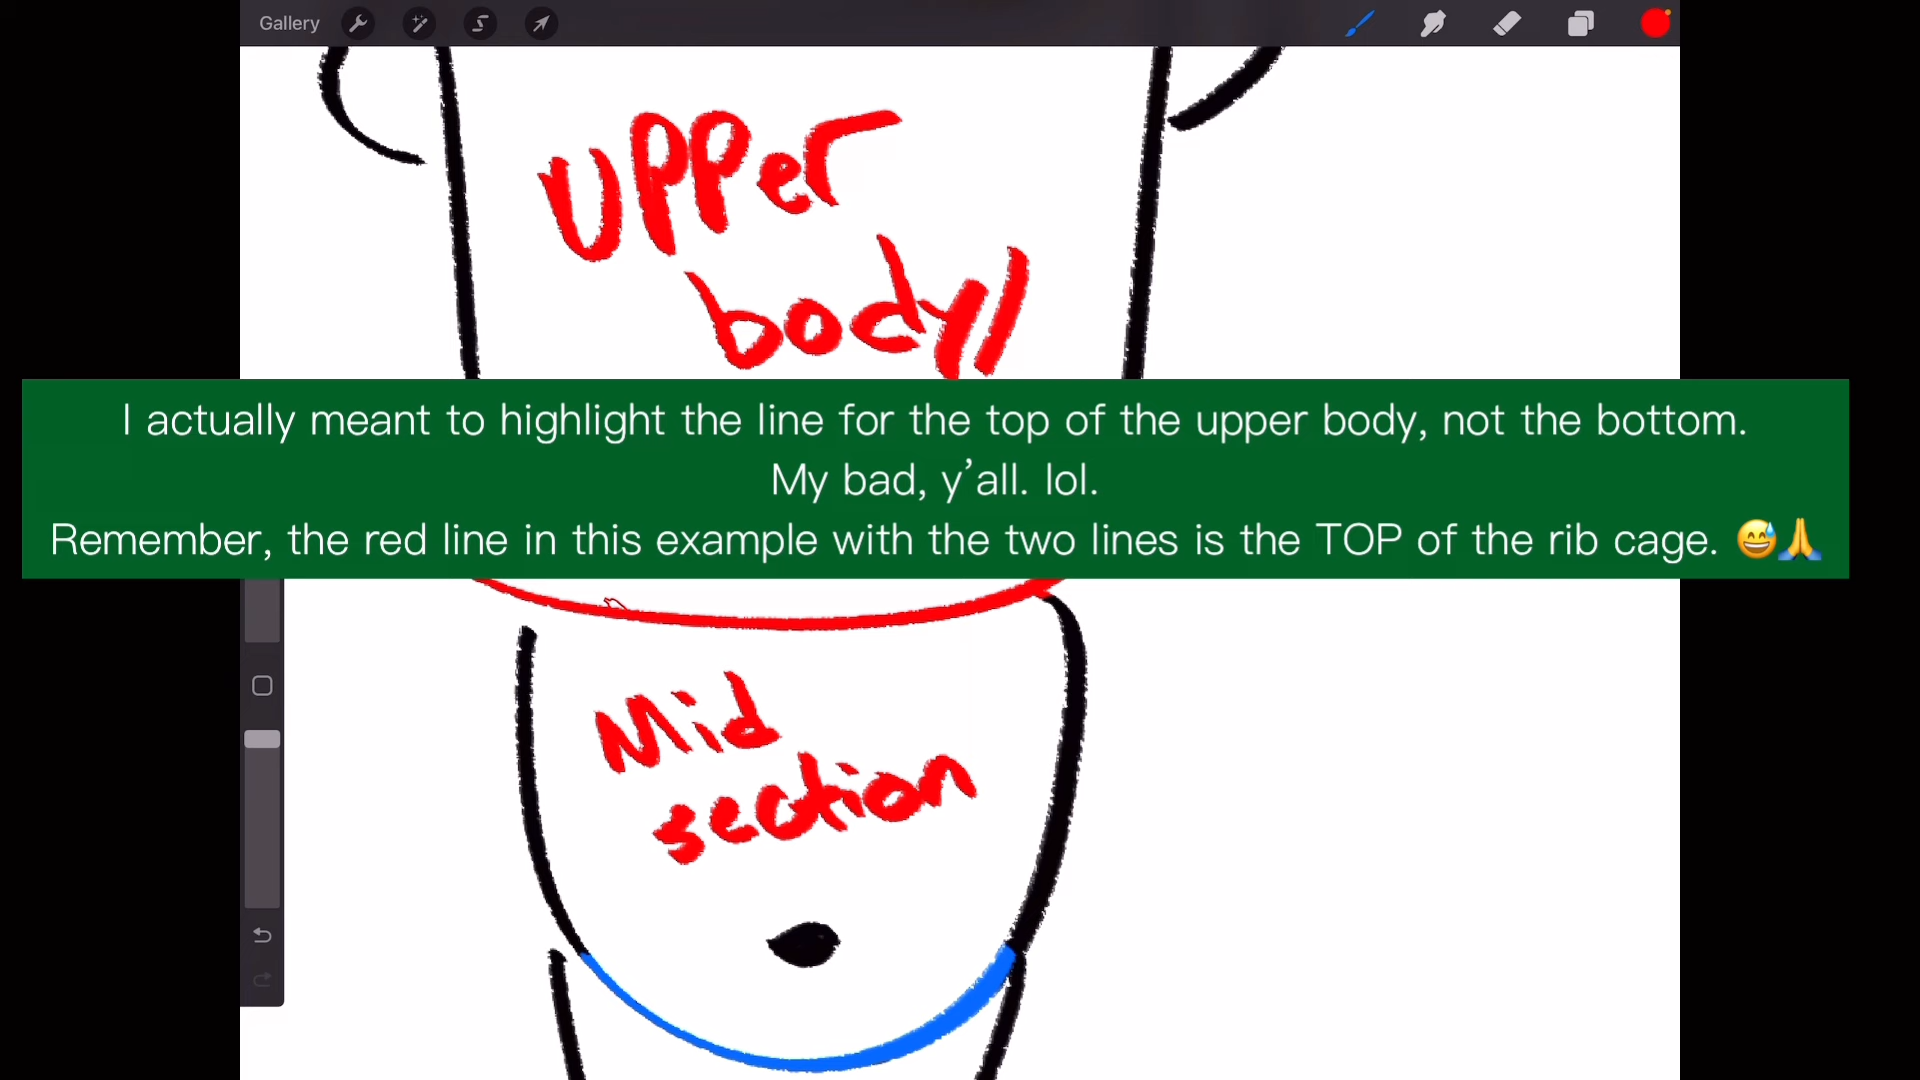 Gallery
Upper
body/
I actually meant to highlight the line for the top of the upper body, not the bottom.
My bad, y’all. lol.
Remember, the red line in this example with the two lines is the TOP of the rib cage. 😅🙏
Mid
section